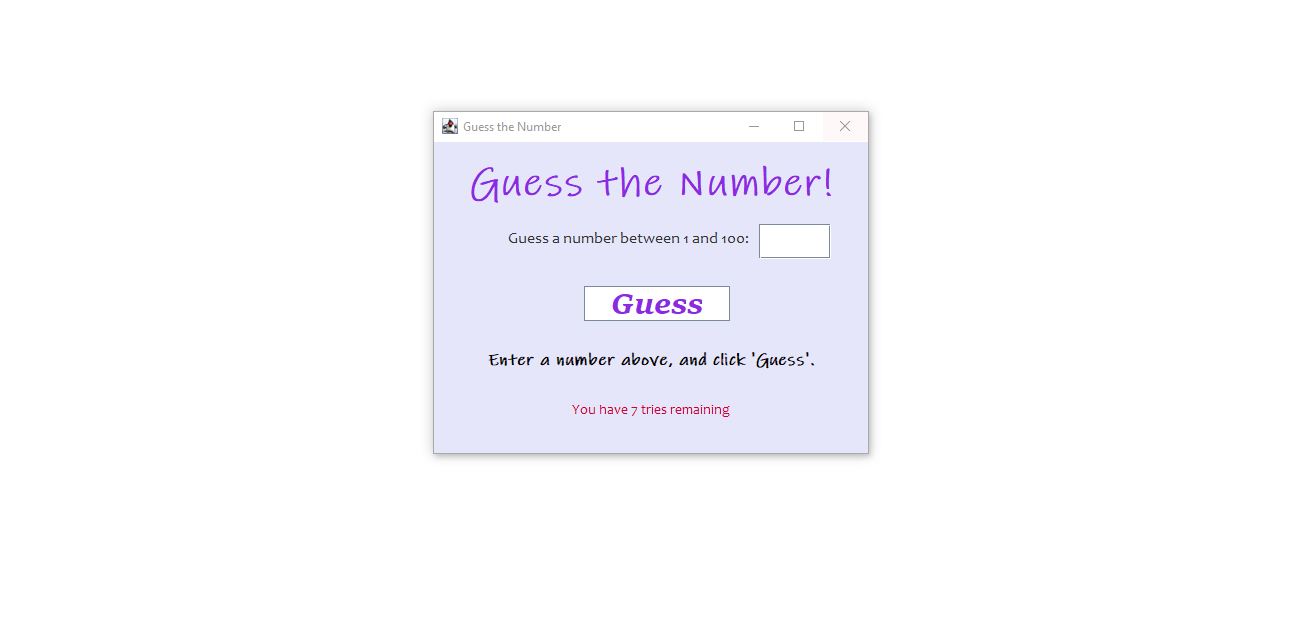 Guess the Number
Guess the Number!
Guess a number between 1 and 100:
Guess
Enter a number above, and click 'Guess'.
You have 7 tries remaining